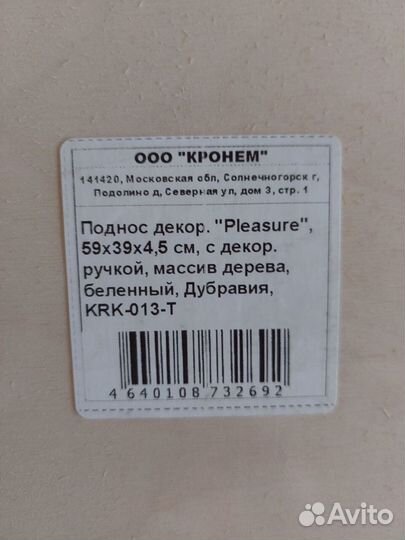 ООО "КРОНЕМ"
141420, Московская обл, Солнечногорск г,
Подолино д, Северная ул, дом 3, стр. 1
Поднос декор. "Pleasure",
59х39х4,5 см, с декор.
ручкой, массив дерева,
беленный, Дубравия,
KRK-013-T
4 640108 732692
Avito